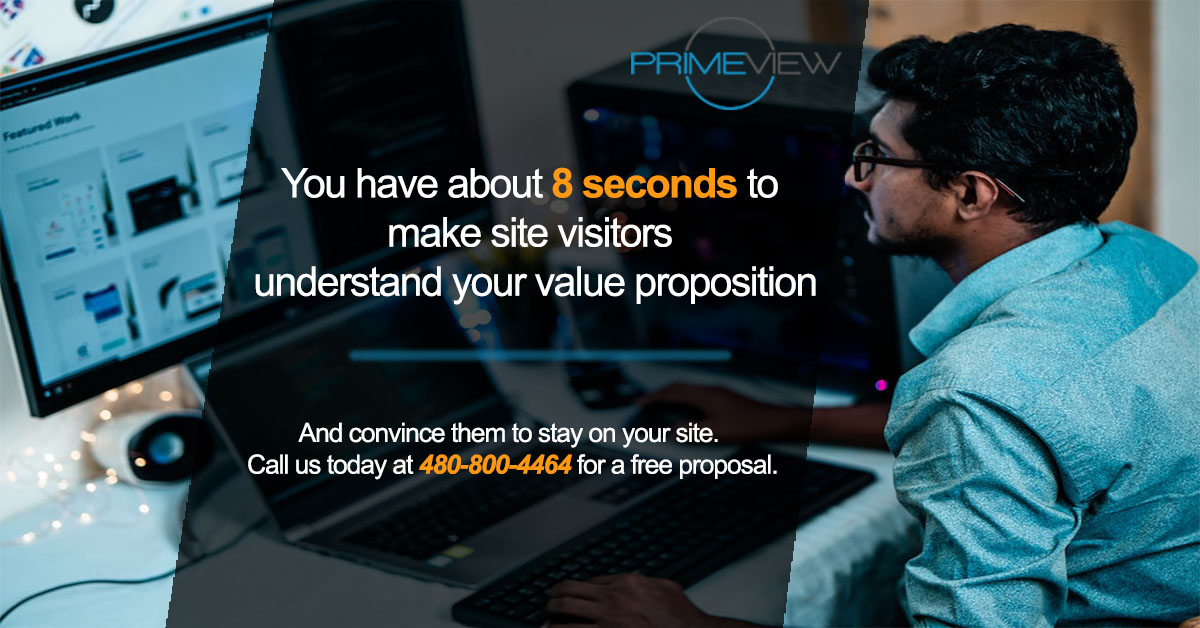 PRIMEVIEW
Featured Work
You have about 8 seconds to
make site visitors
understand your value proposition
And convince them to stay on your site.
Call us today at 480-800-4464 for a free proposal.